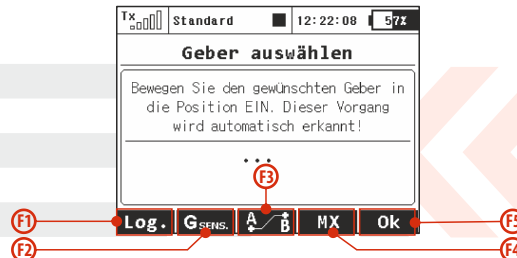 Tx Standard 12:22:08 57%
Geber auswählen
Bewegen Sie den gewünschten Geber in
die Position EIN. Dieser Vorgang
wird automatisch erkannt!
...
F3
Log. GSENS. A B MX Ok
F1 F5
F2 F4